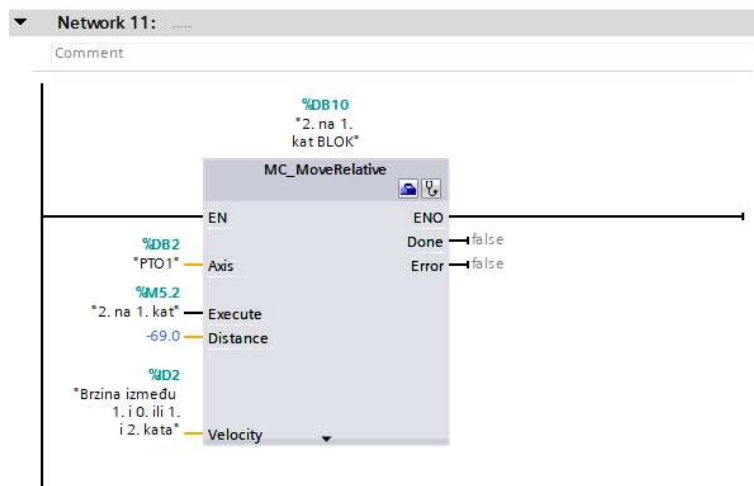 Network 11: .....
Comment
%DB10
"2. na 1.
kat BLOK"
MC_MoveRelative
EN ENO
Done false
%DB2
"PTO1" Axis Error false
%M5.2
"2. na 1. kat" Execute
-69.0 Distance
%ID2
"Brzina između
1. i 0. ili 1.
i 2. kata" Velocity